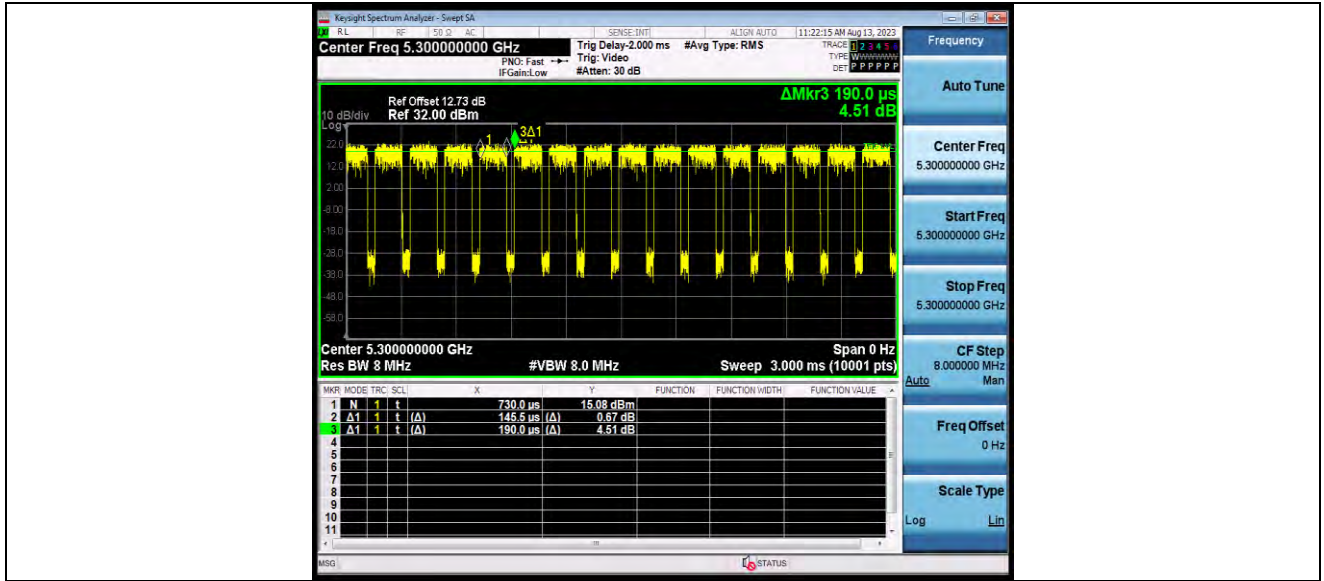 Keysight Spectrum Analyzer - Swept SA
RL RF 50 Ω AC SENSE:INT ALIGN AUTO 11:22:15 AM Aug 13, 2023
Center Freq 5.300000000 GHz
PNO: Fast
IFGain:Low
Trig Delay-2.000 ms
Trig: Video
#Atten: 30 dB
#Avg Type: RMS
TRACE 1 2 3 4 5 6
TYPE WWWWWW
DET P P P P P P
Frequency
ΔMkr3 190.0 µs
4.51 dB
Ref Offset 12.73 dB
10 dB/div Ref 32.00 dBm
Log
1
3Δ1
22.0
12.0
2.00
-8.00
-18.0
-28.0
-38.0
-48.0
-58.0
Center 5.300000000 GHz Span 0 Hz
Res BW 8 MHz #VBW 8.0 MHz Sweep 3.000 ms (10001 pts)
MKR MODE TRC SCL X Y FUNCTION FUNCTION WIDTH FUNCTION VALUE
1 N 1 t 730.0 µs 15.08 dBm
2 Δ1 1 t (Δ) 145.5 µs (Δ) 0.67 dB
3 Δ1 1 t (Δ) 190.0 µs (Δ) 4.51 dB
4
5
6
7
8
9
10
11
Auto Tune
Center Freq
5.300000000 GHz
Start Freq
5.300000000 GHz
Stop Freq
5.300000000 GHz
CF Step
8.000000 MHz
Auto Man
Freq Offset
0 Hz
Scale Type
Log Lin
MSG STATUS